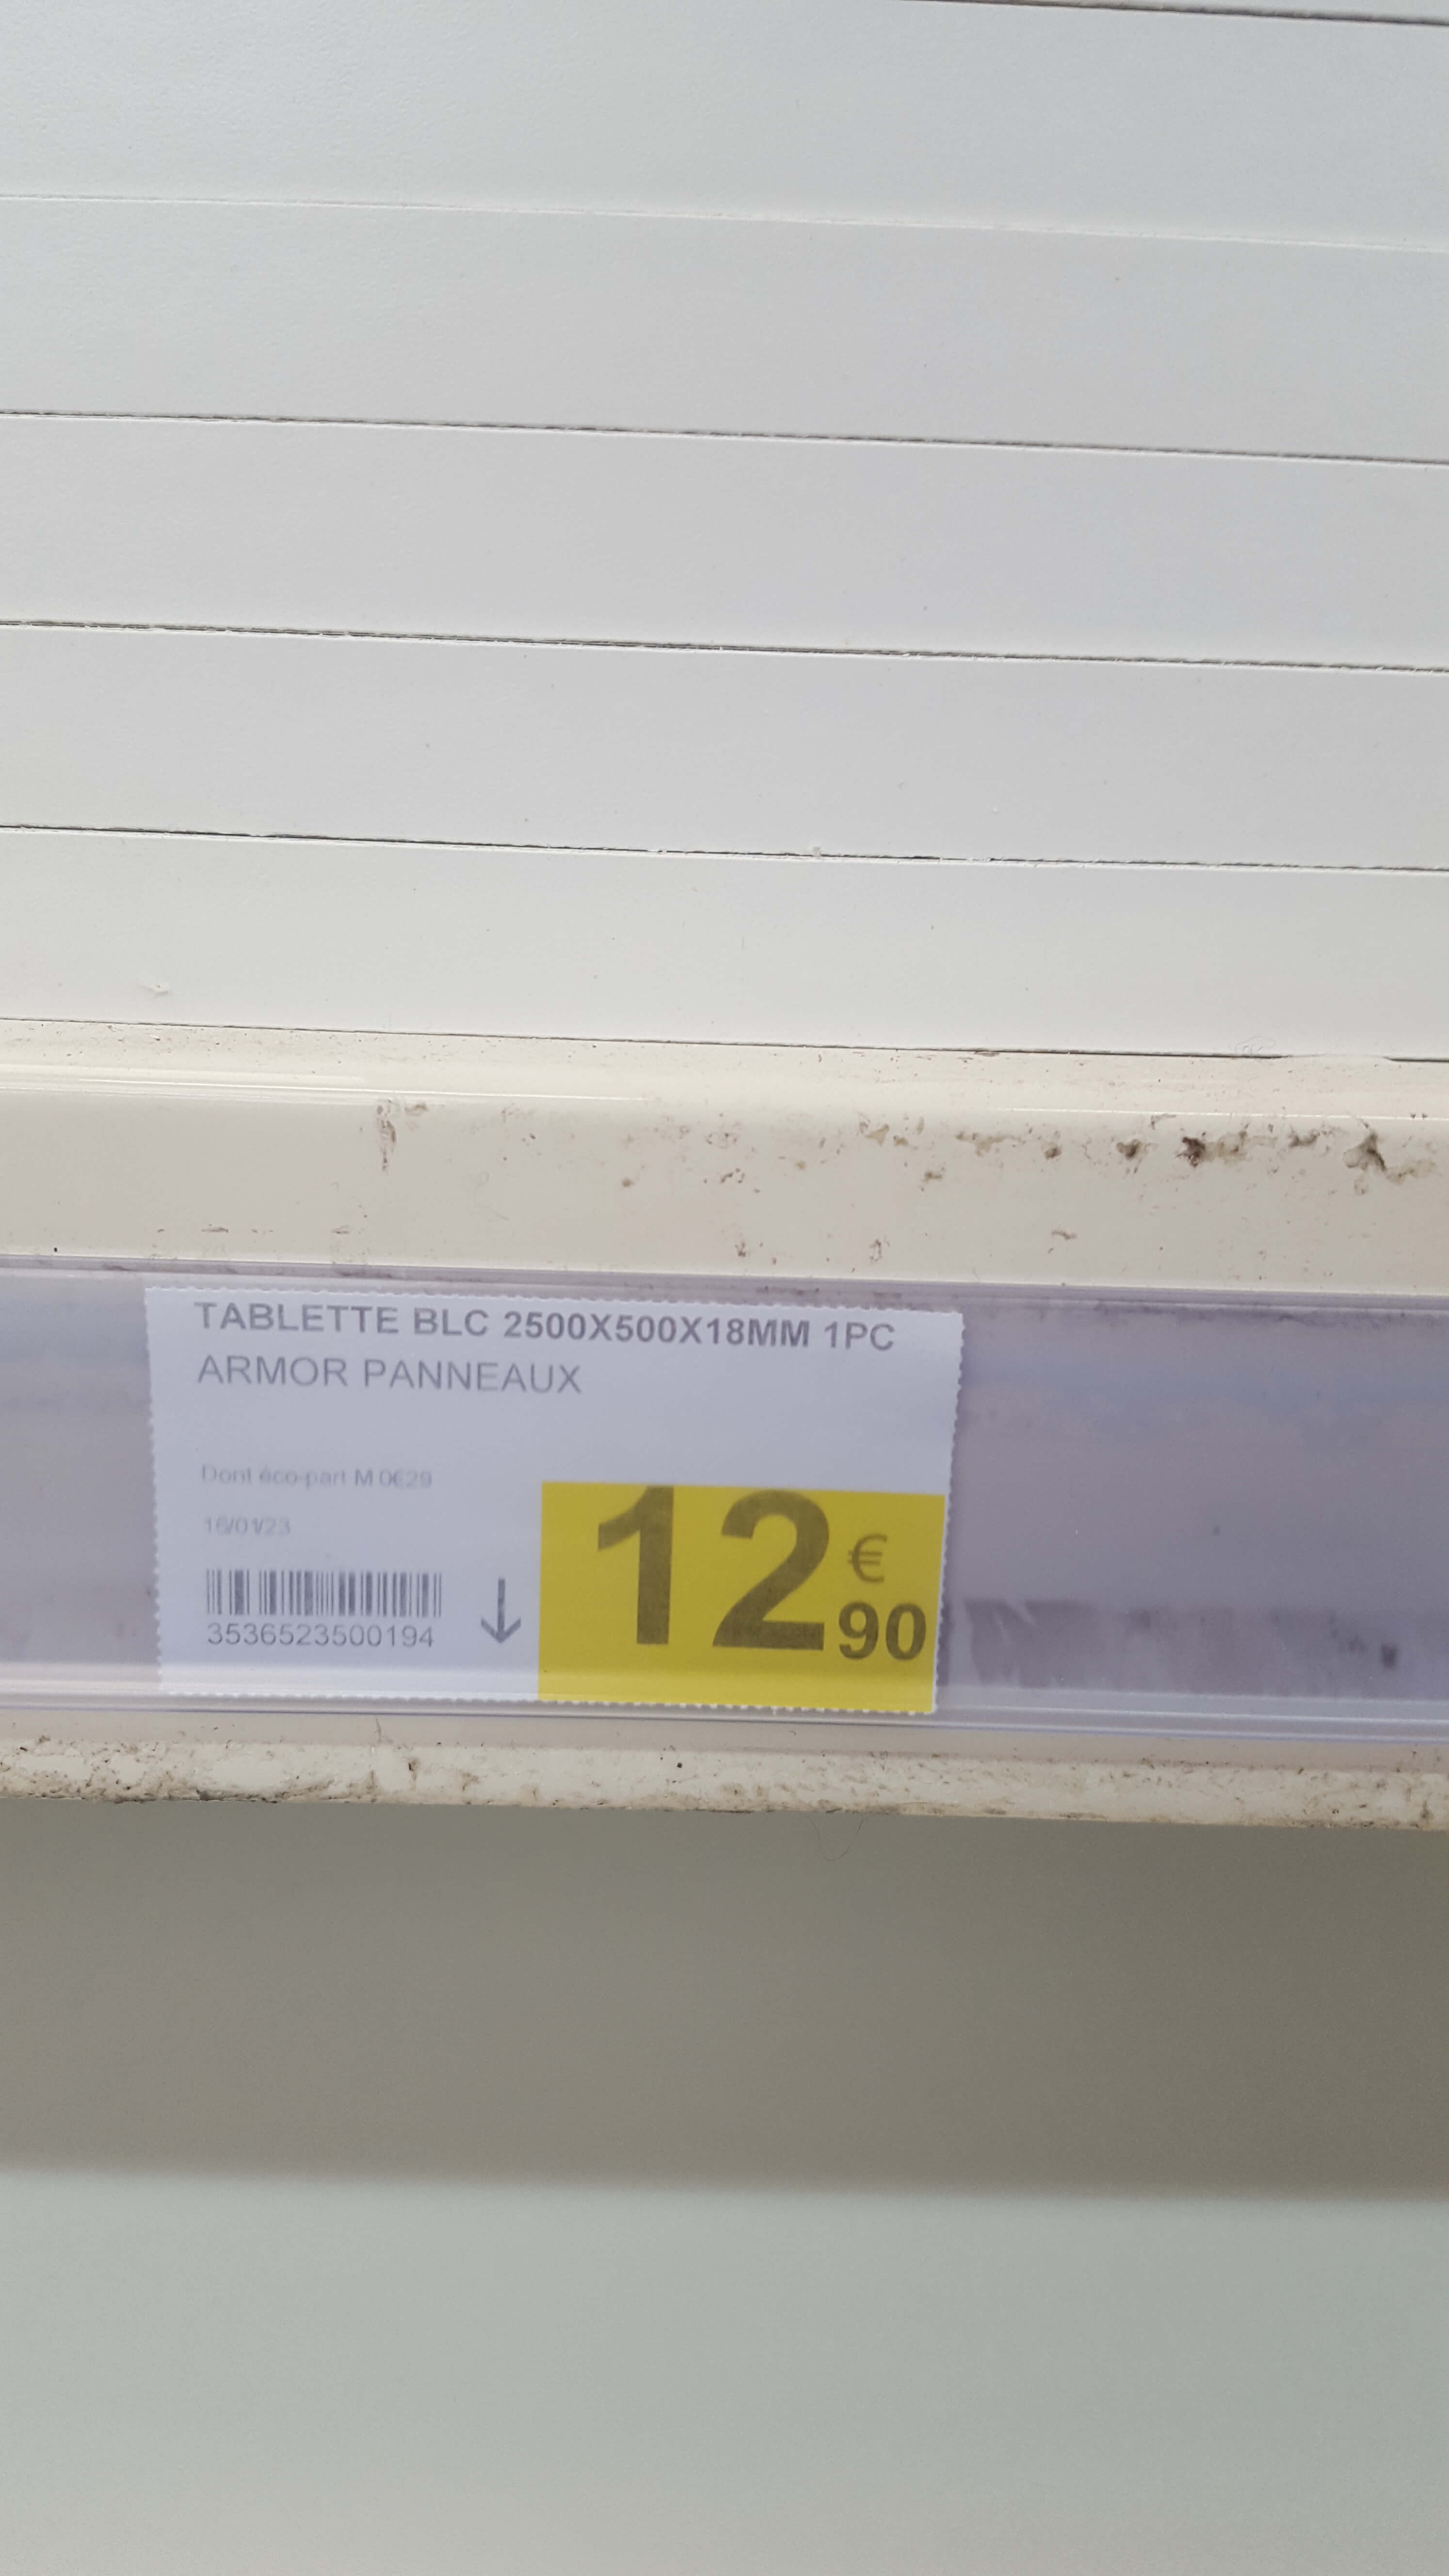 TABLETTE BLC 2500X500X18MM 1PC
ARMOR PANNEAUX
Dont éco-part M 0€29
16/01/23
12€90
3536523500194